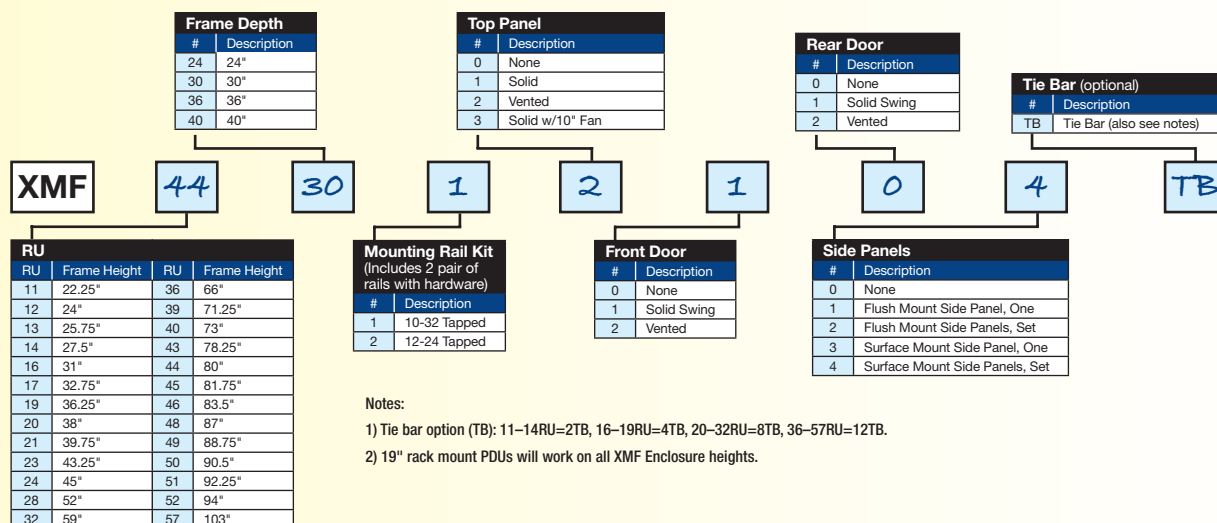 Frame Depth
# Description
24 24"
30 30"
36 36"
40 40"
Top Panel
# Description
0 None
1 Solid
2 Vented
3 Solid w/10" Fan
Rear Door
# Description
0 None
1 Solid Swing
2 Vented
Tie Bar (optional)
# Description
TB Tie Bar (also see notes)
XMF 44 30 1 2 1 0 4 TB
RU
RU Frame Height RU Frame Height
11 22.25" 36 66"
12 24" 39 71.25"
13 25.75" 40 73"
14 27.5" 43 78.25"
16 31" 44 80"
17 32.75" 45 81.75"
19 36.25" 46 83.5"
20 38" 48 87"
21 39.75" 49 88.75"
23 43.25" 50 90.5"
24 45" 51 92.25"
28 52" 52 94"
32 59" 57 103"
Mounting Rail Kit
(Includes 2 pair of
rails with hardware)
# Description
1 10-32 Tapped
2 12-24 Tapped
Front Door
# Description
0 None
1 Solid Swing
2 Vented
Side Panels
# Description
0 None
1 Flush Mount Side Panel, One
2 Flush Mount Side Panels, Set
3 Surface Mount Side Panel, One
4 Surface Mount Side Panels, Set
Notes:
1) Tie bar option (TB): 11–14RU=2TB, 16–19RU=4TB, 20–32RU=8TB, 36–57RU=12TB.
2) 19" rack mount PDUs will work on all XMF Enclosure heights.